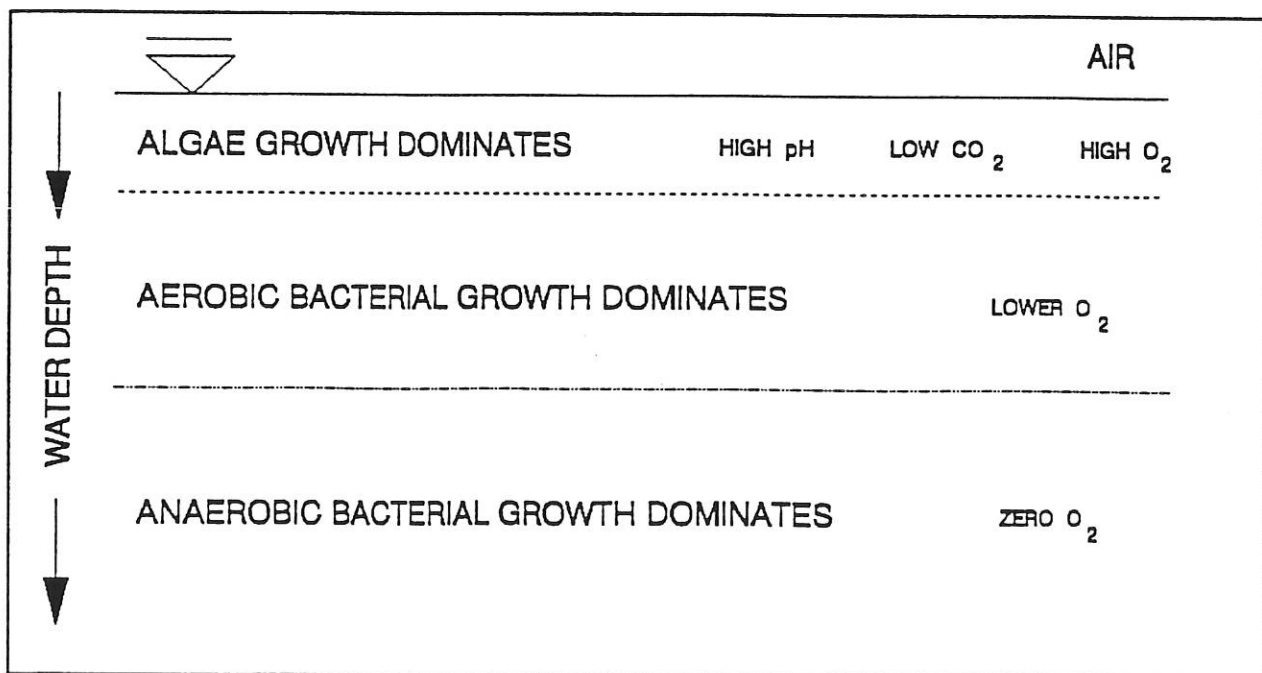 AIR
ALGAE GROWTH DOMINATES HIGH pH LOW CO2 HIGH O2
WATER DEPTH
AEROBIC BACTERIAL GROWTH DOMINATES LOWER O2
ANAEROBIC BACTERIAL GROWTH DOMINATES ZERO O2